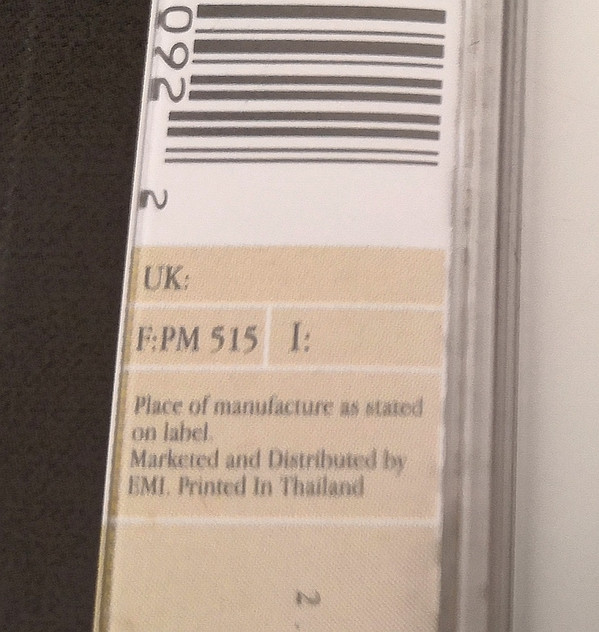 092
2
UK:
F:PM 515 I:
Place of manufacture as stated
on label.
Marketed and Distributed by
EMI. Printed In Thailand
2